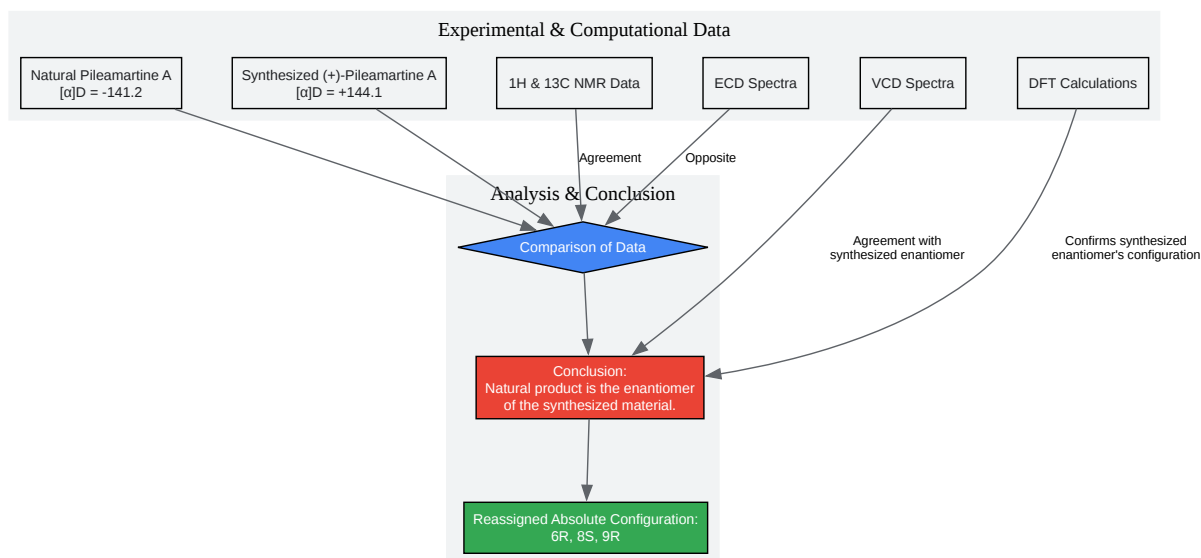 Experimental & Computational Data
Natural Pileamartine A
[α]D = -141.2
Synthesized (+)-Pileamartine A
[α]D = +144.1
1H & 13C NMR Data
ECD Spectra
VCD Spectra
DFT Calculations
Agreement
Opposite
Analysis & Conclusion
Comparison of Data
Agreement with
synthesized enantiomer
Confirms synthesized
enantiomer's configuration
Conclusion:
Natural product is the enantiomer
of the synthesized material.
Reassigned Absolute Configuration:
6R, 8S, 9R